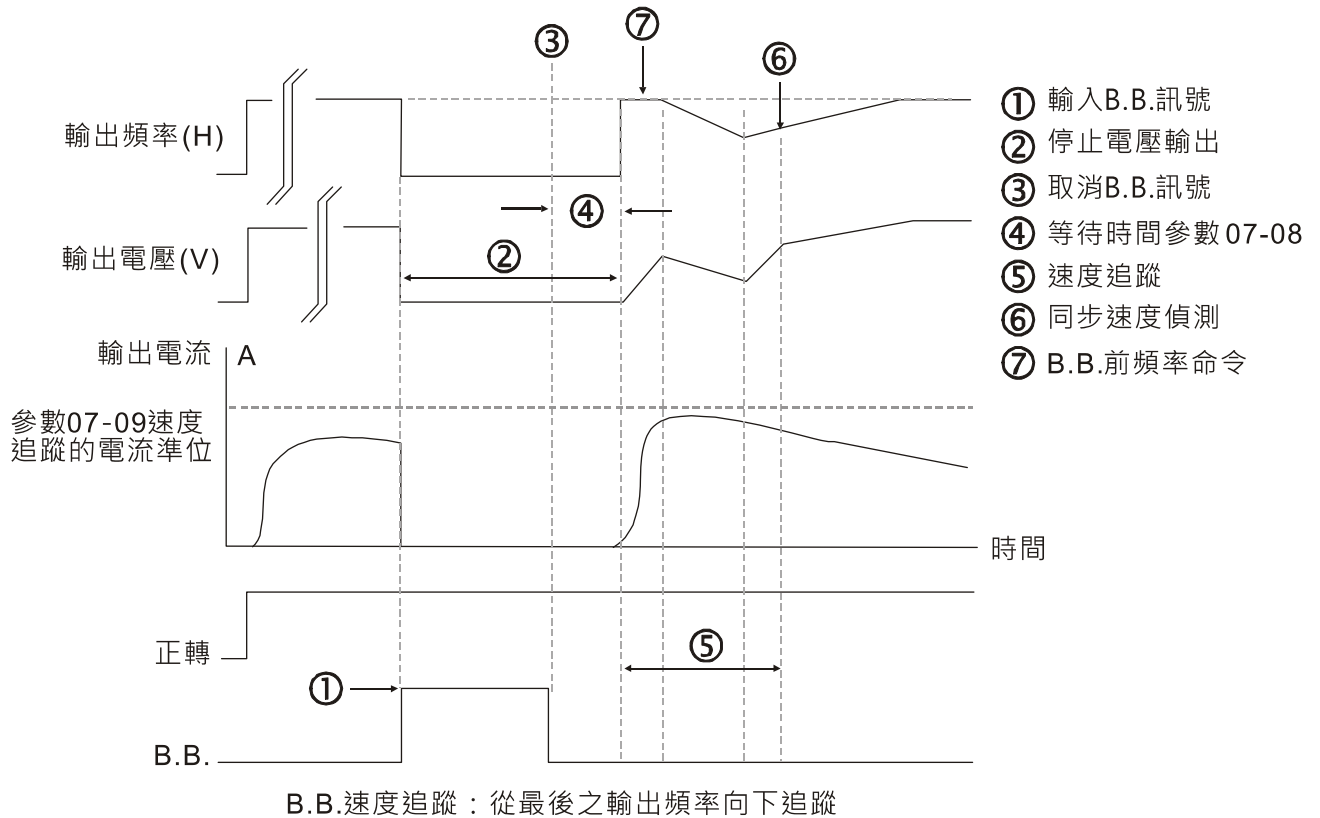 ⑦
③
⑥
輸出頻率(H)
④
輸出電壓(V)
②
輸出電流 A
參數07-09速度
追蹤的電流準位
時間
正轉
⑤
①
B.B.
① 輸入B.B.訊號
② 停止電壓輸出
③ 取消B.B.訊號
④ 等待時間參數07-08
⑤ 速度追蹤
⑥ 同步速度偵測
⑦ B.B.前頻率命令
B.B.速度追蹤：從最後之輸出頻率向下追蹤